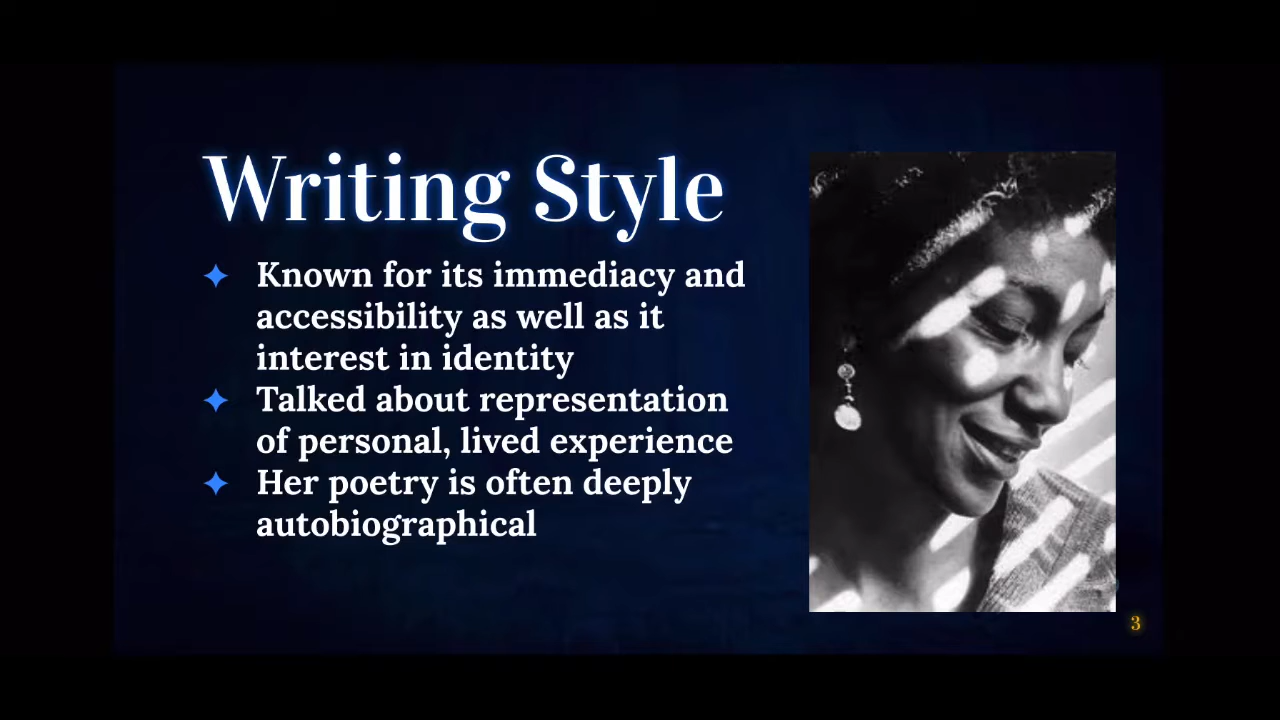 Writing Style
Known for its immediacy and
accessibility as well as it
interest in identity
Talked about representation
of personal, lived experience
Her poetry is often deeply
autobiographical
3